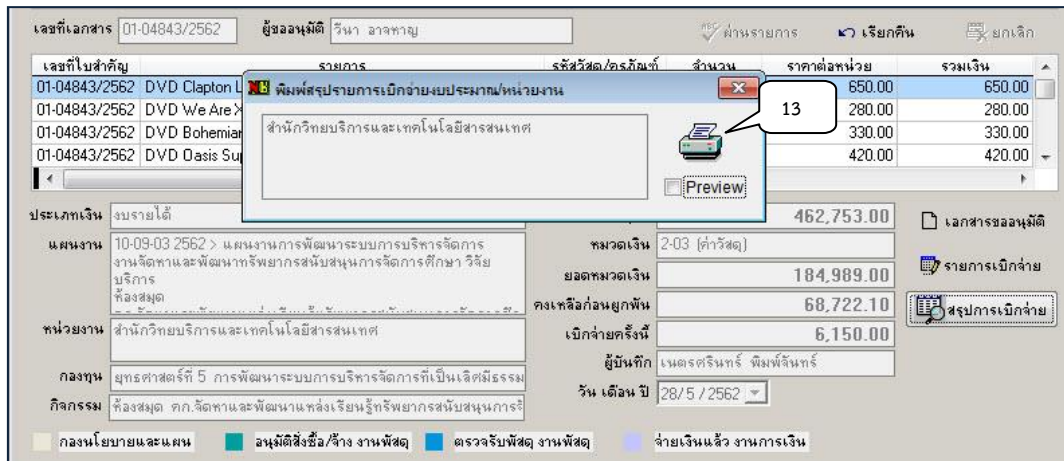 เลขที่เอกสาร 01-04843/2562 ผู้ขออนุมัติ วีนา อาจหาญ ผ่านรายการ เรียกคืน ยกเลิก
เลขที่ใบสำคัญ รายการ รหัสวัสดุ/ครุภัณฑ์ จำนวน ราคาต่อหน่วย รวมเงิน
01-04843/2562 DVD Clapton L 650.00 650.00
01-04843/2562 DVD We Are X 280.00 280.00
01-04843/2562 DVD Bohemian 330.00 330.00
01-04843/2562 DVD Oasis Su 420.00 420.00
พิมพ์สรุปรายการเบิกจ่ายงบประมาณ/หน่วยงาน
สำนักวิทยบริการและเทคโนโลยีสารสนเทศ
Preview
13
ประเภทเงิน งบรายได้ 462,753.00 เอกสารขออนุมัติ
แผนงาน 10-09-03 2562 > แผนงานการพัฒนาระบบการบริหารจัดการ หมวดเงิน 2-03 (ค่าวัสดุ)
งานจัดหาและพัฒนาทรัพยากรสนับสนุนการจัดการศึกษา วิจัย
บริการ ยอดหมวดเงิน 184,989.00 รายการเบิกจ่าย
ห้องสมุด
คงเหลือก่อนผูกพัน 68,722.10 สรุปการเบิกจ่าย
หน่วยงาน สำนักวิทยบริการและเทคโนโลยีสารสนเทศ เบิกจ่ายครั้งนี้ 6,150.00
ผู้บันทึก เนตรศรินทร์ พิมพ์จันทร์
กองทุน ยุทธศาสตร์ที่ 5 การพัฒนาระบบการบริหารจัดการที่เป็นเลิศมีธรรม
วัน เดือน ปี 28/5/2562
กิจกรรม ห้องสมุด กก.จัดหาและพัฒนาแหล่งเรียนรู้ทรัพยากรสนับสนุนการจั
กองนโยบายและแผน อนุมัติสั่งซื้อ/จ้าง งานพัสดุ ตรวจรับพัสดุ งานพัสดุ จ่ายเงินแล้ว งานการเงิน